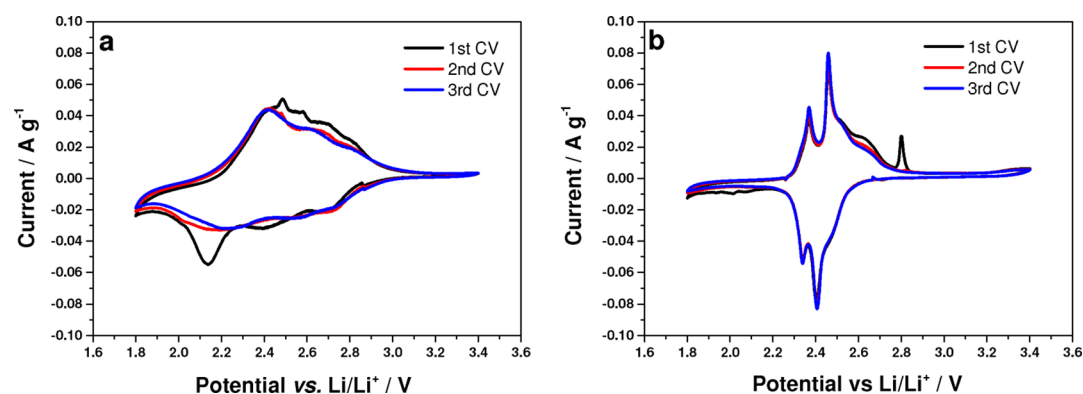 a
1st CV
2nd CV
3rd CV
0.10
0.08
0.06
0.04
0.02
0.00
-0.02
-0.04
-0.06
-0.08
-0.10
Current / A g⁻¹
1.6 1.8 2.0 2.2 2.4 2.6 2.8 3.0 3.2 3.4 3.6
Potential vs. Li/Li⁺ / V
b
1st CV
2nd CV
3rd CV
0.10
0.08
0.06
0.04
0.02
0.00
-0.02
-0.04
-0.06
-0.08
-0.10
Current / A g⁻¹
1.6 1.8 2.0 2.2 2.4 2.6 2.8 3.0 3.2 3.4 3.6
Potential vs Li/Li⁺ / V